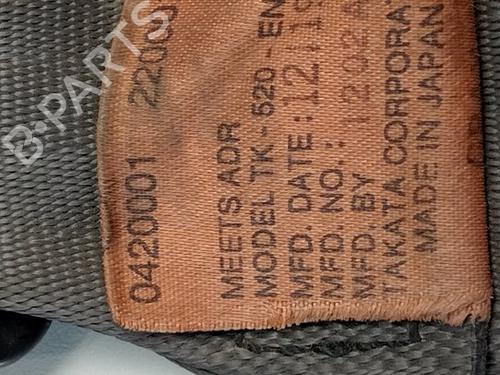 0420001 2200
MEETS ADR
MODEL TK-520-EN
MFD. DATE: 12.19
MFD. NO.: 1202A
MFD. BY
TAKATA CORPORAT
MADE IN JAPAN
B-PARTS